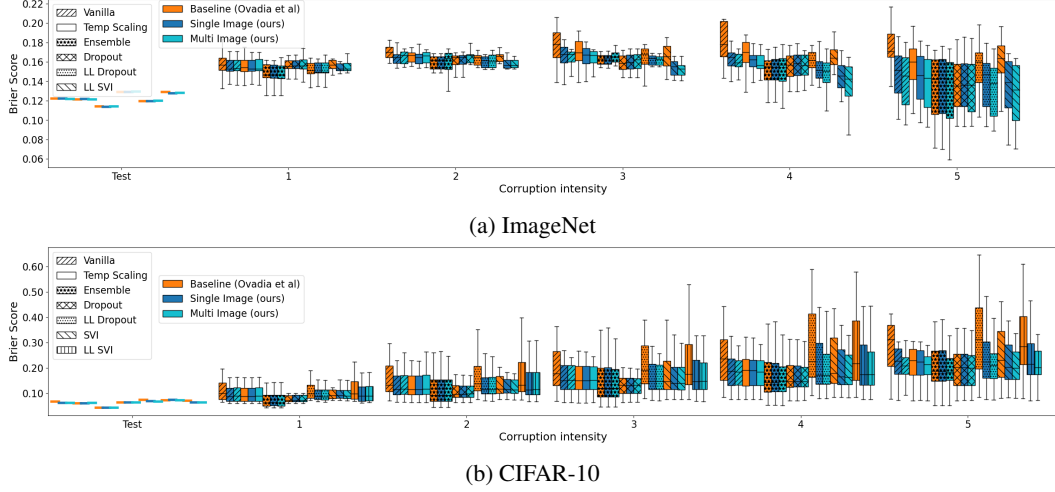 0.22
0.20
0.18
0.16
0.14
0.12
0.10
0.08
0.06
Brier Score
Vanilla
Temp Scaling
Ensemble
Dropout
LL Dropout
LL SVI
Baseline (Ovadia et al)
Single Image (ours)
Multi Image (ours)
Test 1 2 3 4 5
Corruption intensity
(a) ImageNet
0.60
0.50
0.40
0.30
0.20
0.10
Brier Score
Vanilla
Temp Scaling
Ensemble
Dropout
LL Dropout
SVI
LL SVI
Baseline (Ovadia et al)
Single Image (ours)
Multi Image (ours)
Test 1 2 3 4 5
Corruption intensity
(b) CIFAR-10